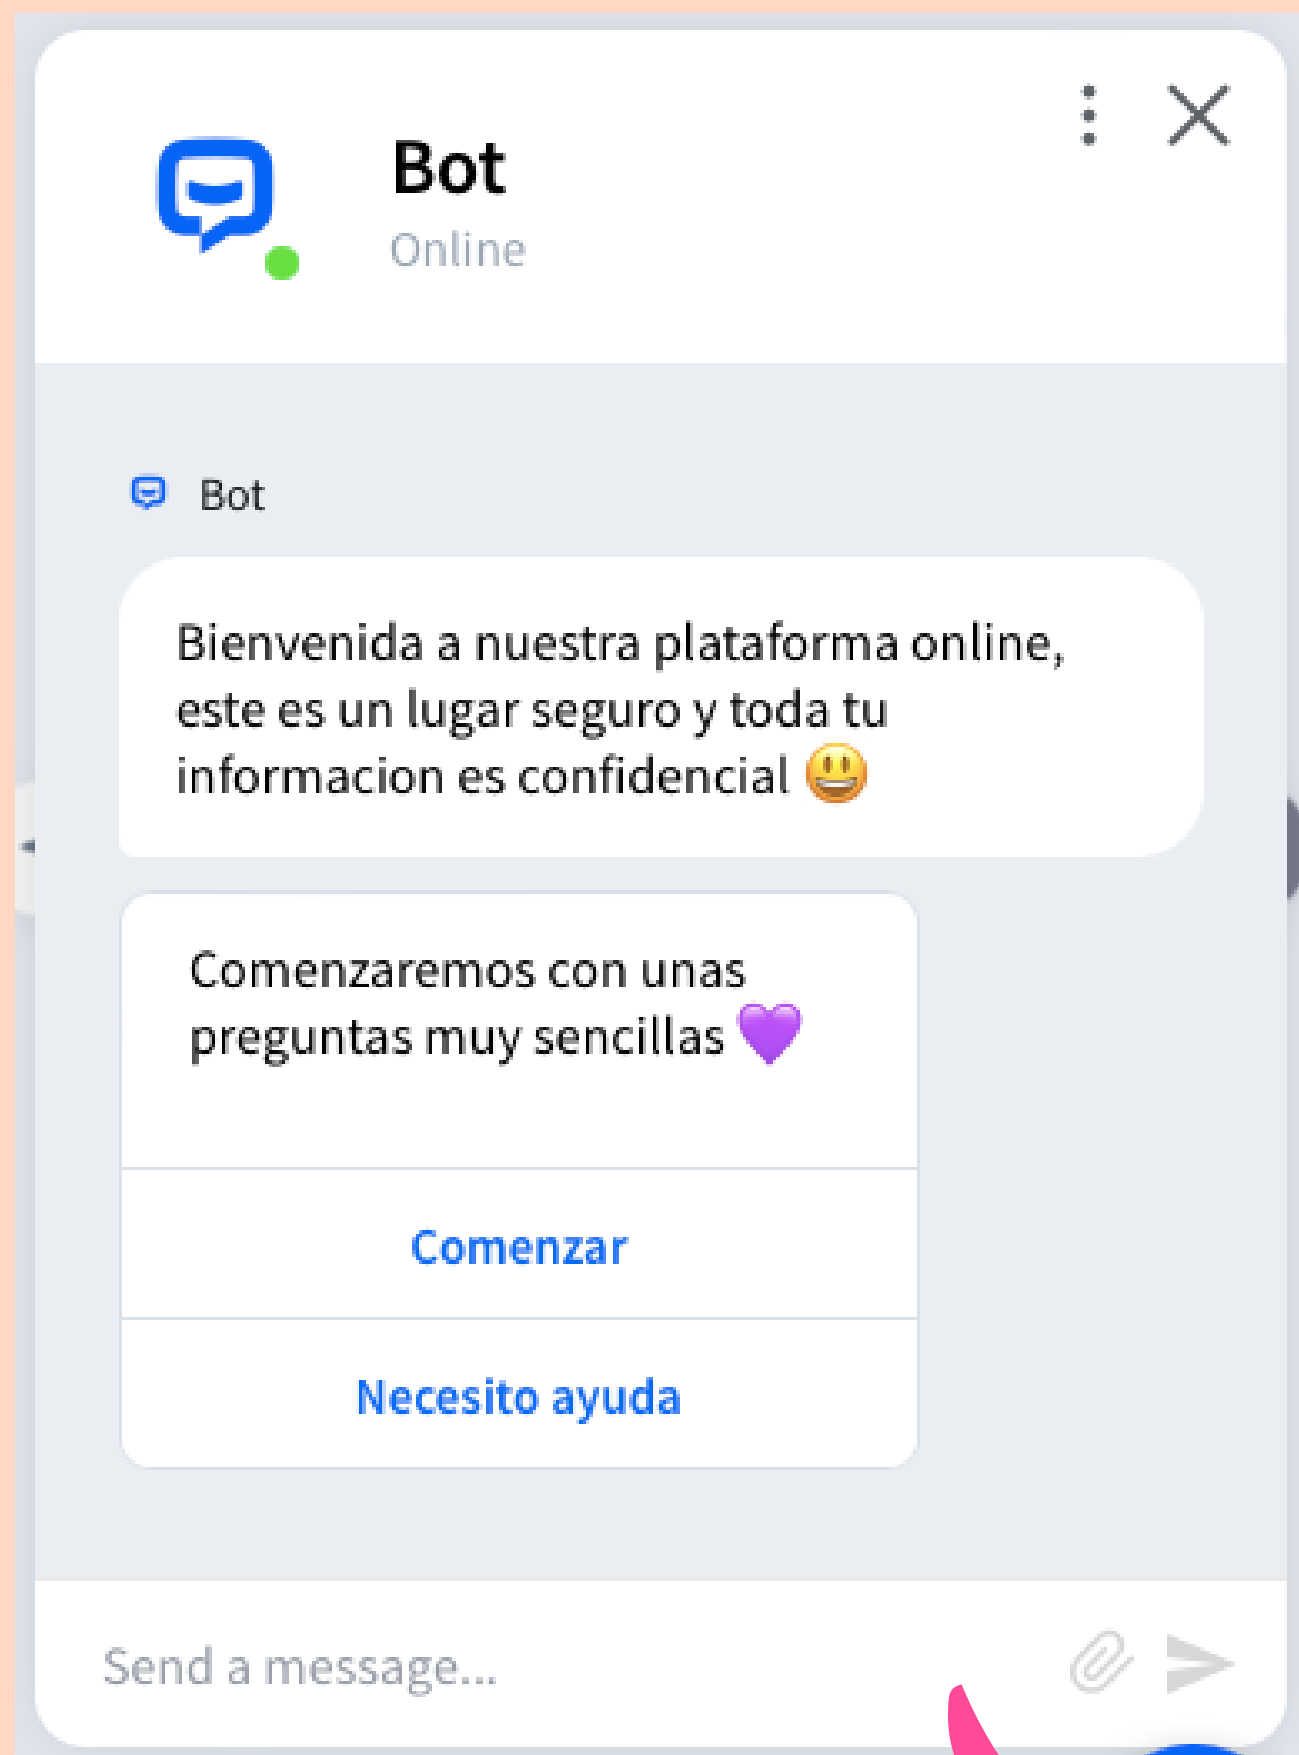 Bot
Online
Bot
Bienvenida a nuestra plataforma online,
este es un lugar seguro y toda tu
informacion es confidencial 😃
Comenzaremos con unas
preguntas muy sencillas 💜
Comenzar
Necesito ayuda
Send a message...